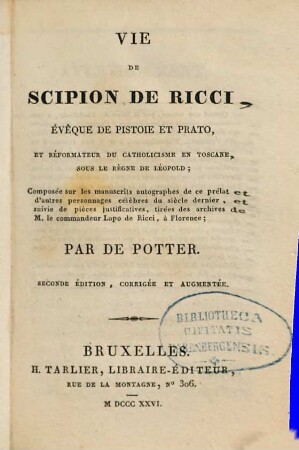 VIE
DE
SCIPION DE RICCI,
ÉVÊQUE DE PISTOIE ET PRATO,
ET RÉFORMATEUR DU CATHOLICISME EN TOSCANE,
SOUS LE RÈGNE DE LÉOPOLD;
Composée sur les manuscrits autographes de ce prélat et
d'autres personnages célèbres du siècle dernier, et
suivie de pièces justificatives, tirées des archives de
M. le commandeur Lapo de Ricci, à Florence;
PAR DE POTTER.
SECONDE ÉDITION, CORRIGÉE ET AUGMENTÉE.
BIBLIOTHECA
CIVITATIS
BRUXELLES.
H. TARLIER, LIBRAIRE-ÉDITEUR,
RUE DE LA MONTAGNE, Nº 306.
M DCCC XXVI.